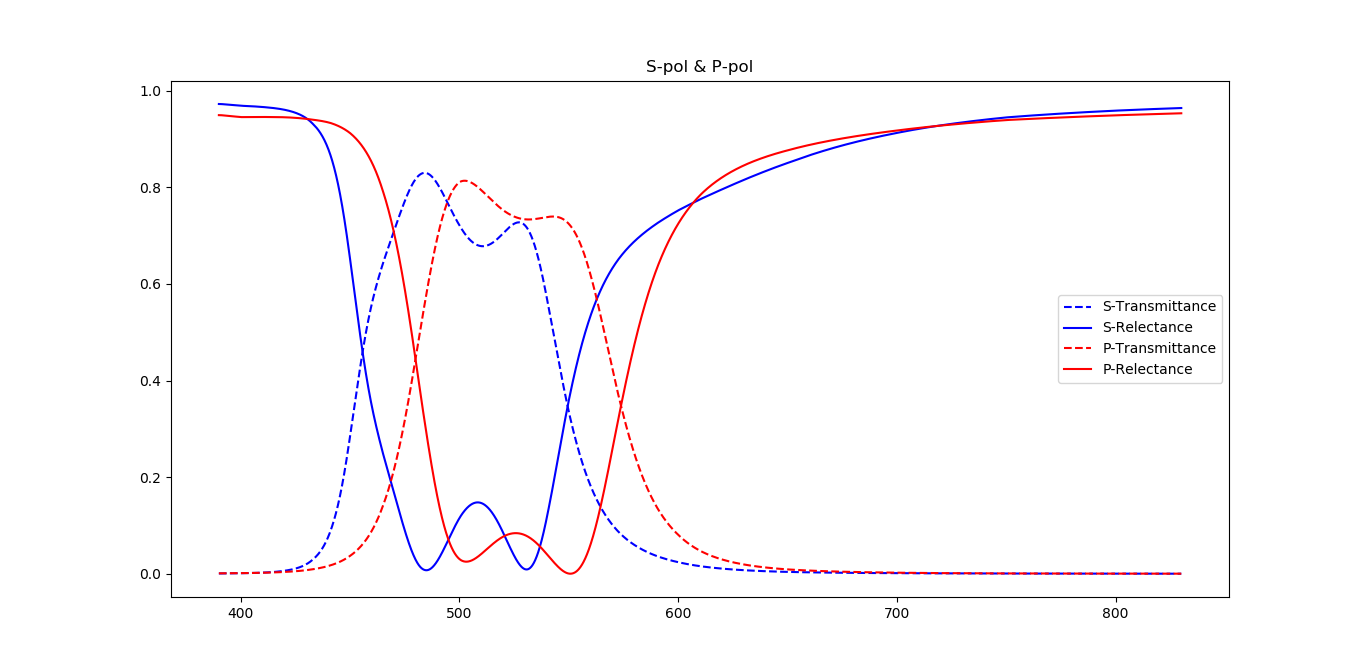 S-pol & P-pol
1.0
0.8
0.6
0.4
0.2
0.0
400 500 600 700 800
S-Transmittance
S-Relectance
P-Transmittance
P-Relectance